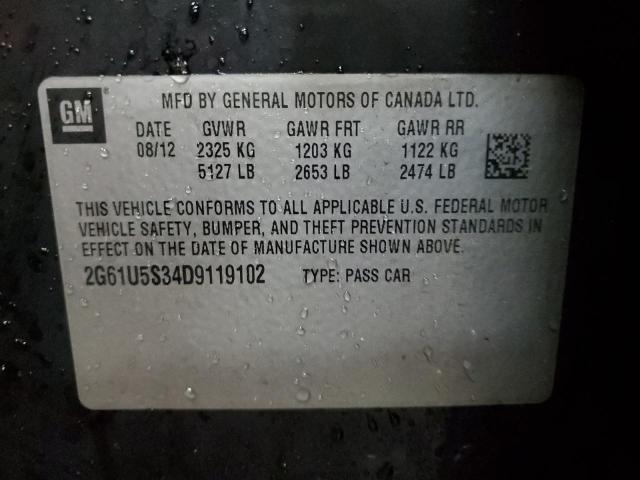 GM ®
MFD BY GENERAL MOTORS OF CANADA LTD.
DATE GVWR GAWR FRT GAWR RR
08/12 2325 KG 1203 KG 1122 KG
5127 LB 2653 LB 2474 LB
THIS VEHICLE CONFORMS TO ALL APPLICABLE U.S. FEDERAL MOTOR
VEHICLE SAFETY, BUMPER, AND THEFT PREVENTION STANDARDS IN
EFFECT ON THE DATE OF MANUFACTURE SHOWN ABOVE.
2G61U5S34D9119102 TYPE: PASS CAR